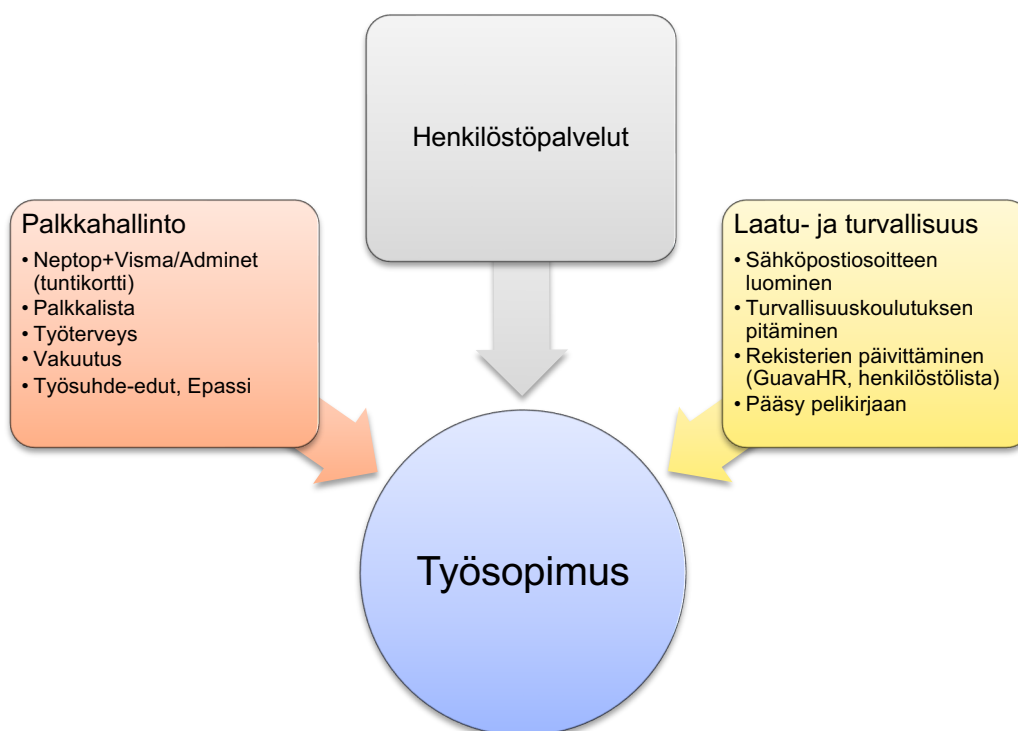 Henkilöstöpalvelut
Palkkahallinto
• Neptop+Visma/Adminet
(tuntikortti)
• Palkkalista
• Työterveys
• Vakuutus
• Työsuhde-edut, Epassi
Laatu- ja turvallisuus
• Sähköpostiosoitteen
luominen
• Turvallisuuskoulutuksen
pitäminen
• Rekisterien päivittäminen
(GuavaHR, henkilöstölista)
• Pääsy pelikirjaan
Työsopimus